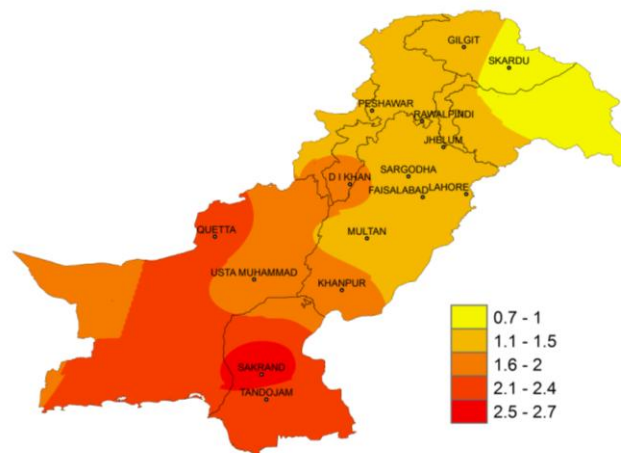 GILGIT
SKARDU
PESHAWAR
RAWALPINDI
JHELUM
D I KHAN
SARGODHA
FAISALABAD
LAHORE
QUETTA
MULTAN
USTA MUHAMMAD
KHANPUR
SAKRAND
TANDOJAM
0.7 - 1
1.1 - 1.5
1.6 - 2
2.1 - 2.4
2.5 - 2.7